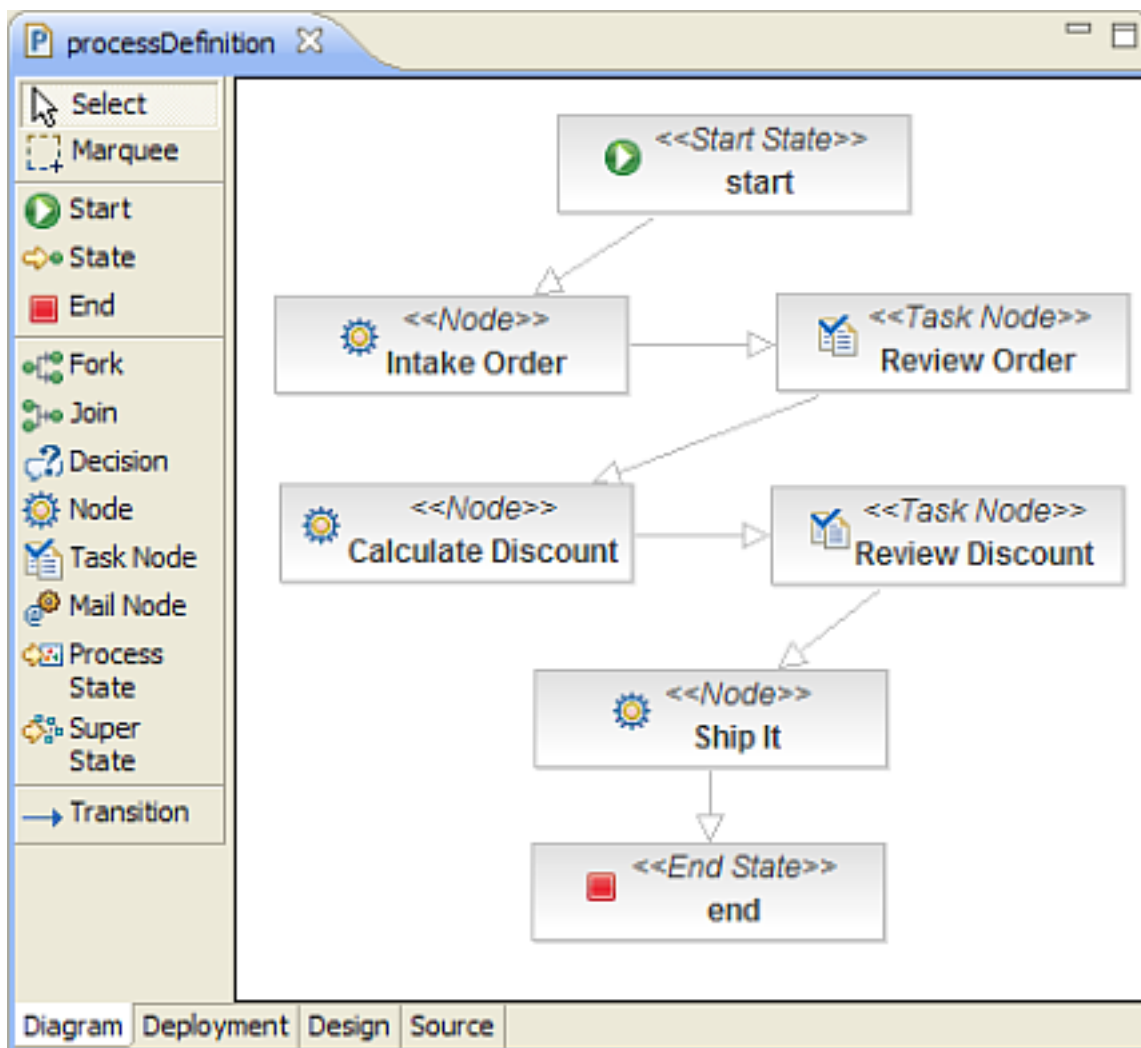 processDefinition
Select
Marquee
Start
State
End
Fork
Join
Decision
Node
Task Node
Mail Node
Process
State
Super
State
Transition
<<Start State>>
start
<<Node>>
Intake Order
<<Task Node>>
Review Order
<<Node>>
Calculate Discount
<<Task Node>>
Review Discount
<<Node>>
Ship It
<<End State>>
end
Diagram Deployment Design Source